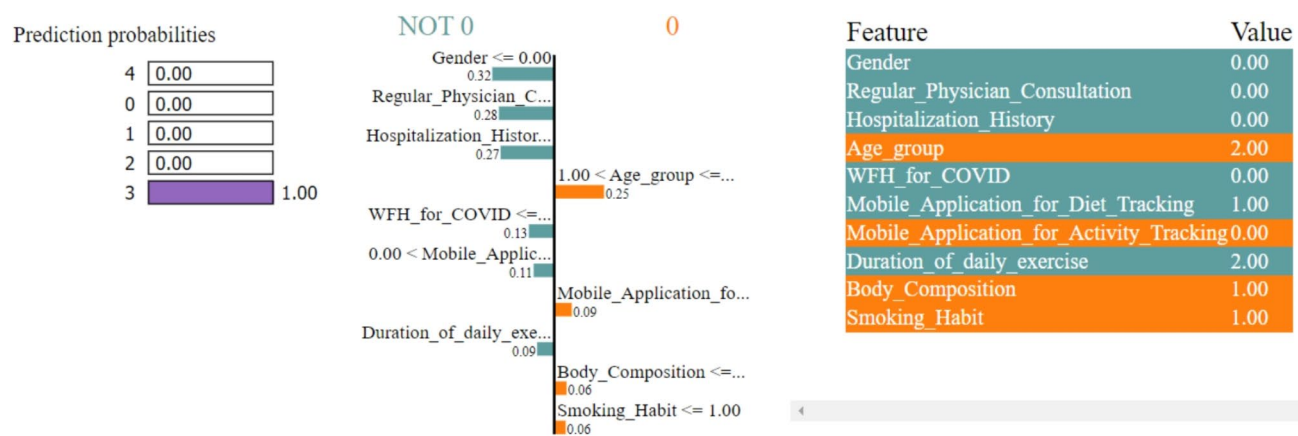 Prediction probabilities
4 0.00
0 0.00
1 0.00
2 0.00
3 1.00
NOT 0 0
Gender <= 0.00
0.32
Regular_Physician_C...
0.28
Hospitalization_Histor...
0.27
1.00 < Age_group <=...
0.25
WFH_for_COVID <=...
0.13
0.00 < Mobile_Applic...
0.11
Mobile_Application_fo...
0.09
Duration_of_daily_exe...
0.09
Body_Composition <=...
0.06
Smoking_Habit <= 1.00
0.06
Feature Value
Gender 0.00
Regular_Physician_Consultation 0.00
Hospitalization_History 0.00
Age_group 2.00
WFH_for_COVID 0.00
Mobile_Application_for_Diet_Tracking 1.00
Mobile_Application_for_Activity_Tracking 0.00
Duration_of_daily_exercise 2.00
Body_Composition 1.00
Smoking_Habit 1.00